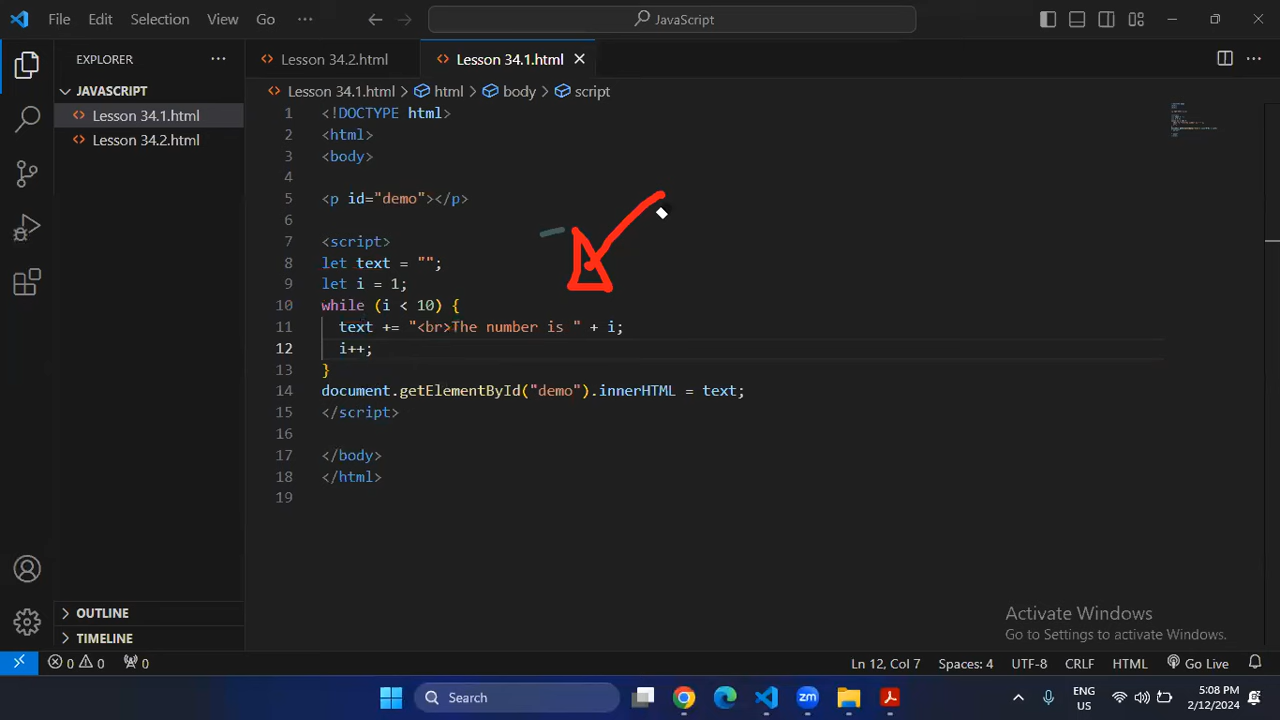 File Edit Selection View Go ··· JavaScript
EXPLORER ···
Lesson 34.2.html Lesson 34.1.html
JAVASCRIPT
Lesson 34.1.html
Lesson 34.2.html
Lesson 34.1.html > html > body > script
1 <!DOCTYPE html>
2 <html>
3 <body>
4
5 <p id="demo"></p>
6
7 <script>
8 let text = "";
9 let i = 1;
10 while (i < 10) {
11 text += "<br>The number is " + i;
12 i++;
13 }
14 document.getElementById("demo").innerHTML = text;
15 </script>
16
17 </body>
18 </html>
19
OUTLINE
TIMELINE
Activate Windows
Go to Settings to activate Windows.
0 0 0 Ln 12, Col 7 Spaces: 4 UTF-8 CRLF HTML Go Live
Search zm ENG US 5:08 PM
2/12/2024